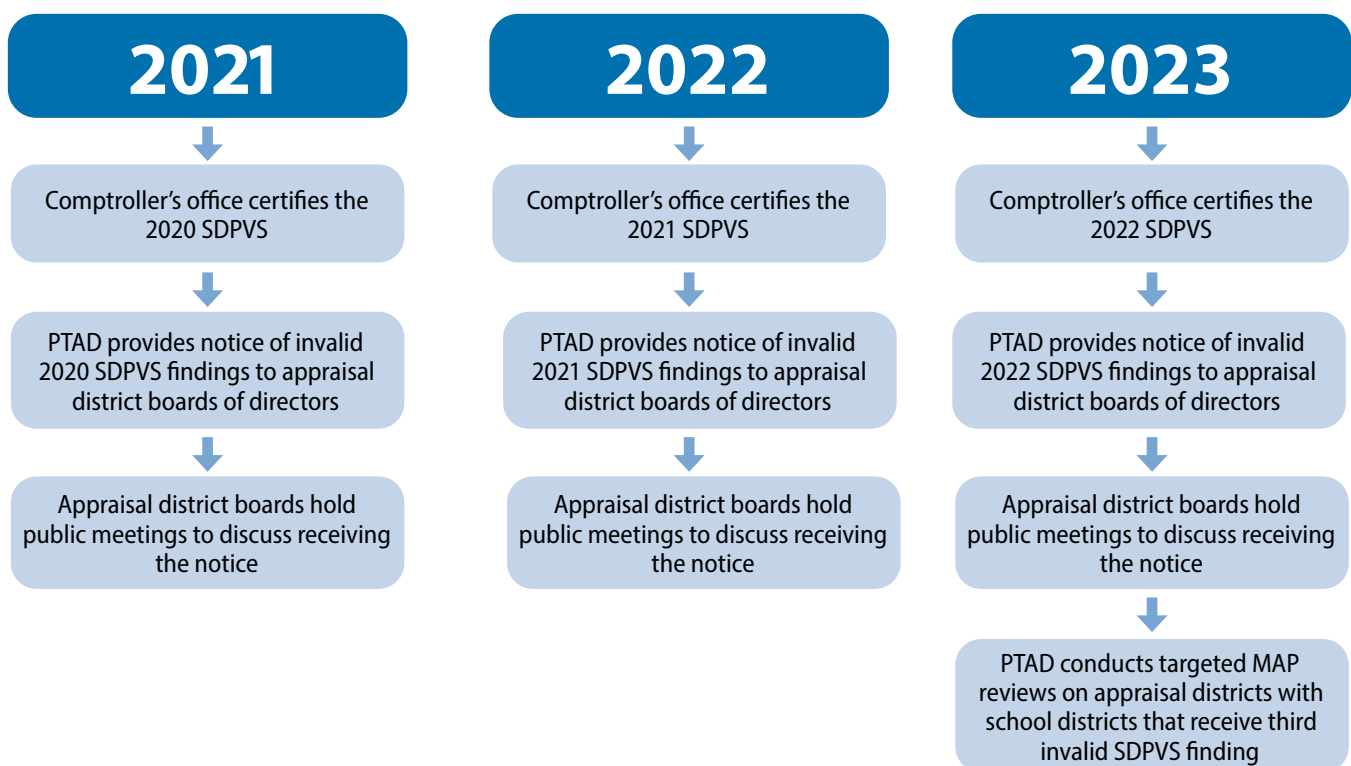 2021
Comptroller's office certifies the
2020 SDPVS
PTAD provides notice of invalid
2020 SDPVS findings to appraisal
district boards of directors
Appraisal district boards hold
public meetings to discuss receiving
the notice
2022
Comptroller's office certifies the
2021 SDPVS
PTAD provides notice of invalid
2021 SDPVS findings to appraisal
district boards of directors
Appraisal district boards hold
public meetings to discuss receiving
the notice
2023
Comptroller's office certifies the
2022 SDPVS
PTAD provides notice of invalid
2022 SDPVS findings to appraisal
district boards of directors
Appraisal district boards hold
public meetings to discuss receiving
the notice
PTAD conducts targeted MAP
reviews on appraisal districts with
school districts that receive third
invalid SDPVS finding